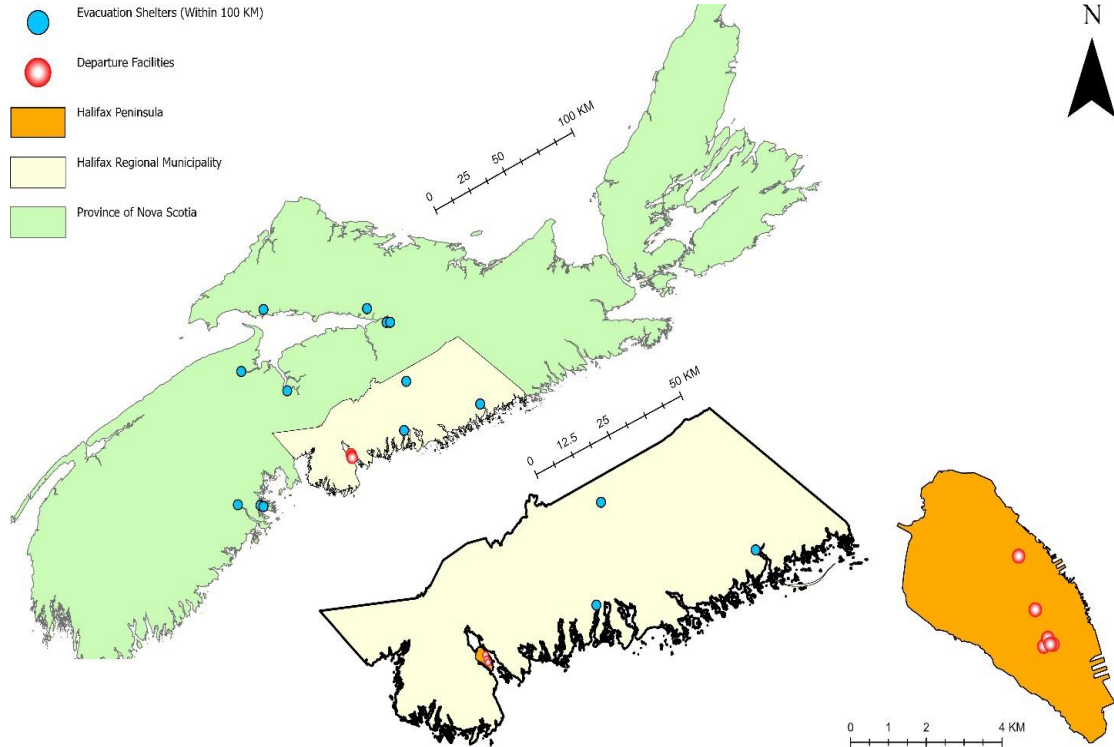 Evacuation Shelters (Within 100 KM)
Departure Facilities
Halifax Peninsula
Halifax Regional Municipality
Province of Nova Scotia
N
0 25 50 100 KM
0 12.5 25 50 KM
0 1 2 4 KM